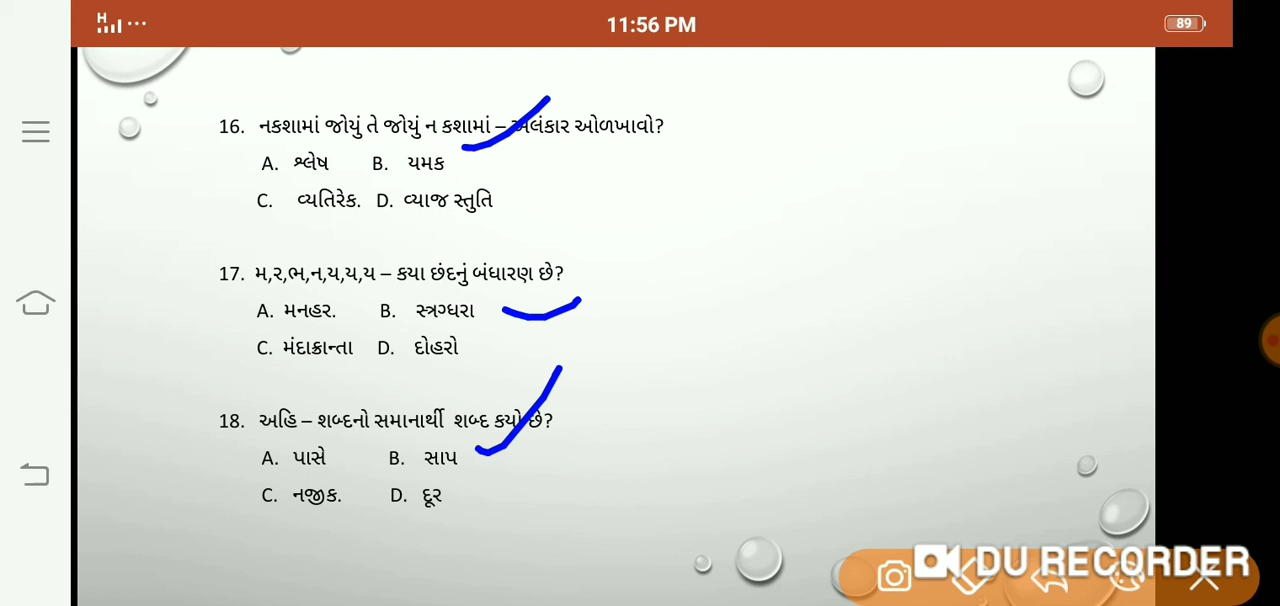 H
11:56 PM
89
16. નકશામાં જોયું તે જોયું ન કશામાં – અલંકાર ઓળખાવો?
A. શ્લેષ B. યમક
C. વ્યતિરેક. D. વ્યાજ સ્તુતિ
17. મ,ર,ભ,ન,ય,ય,ય – કયા છંદનું બંધારણ છે?
A. મનહર. B. સ્ત્રગ્ધરા
C. મંદાક્રાન્તા D. દોહરો
18. અહિ – શબ્દનો સમાનાર્થી શબ્દ કયો છે?
A. પાસે B. સાપ
C. નજીક. D. દૂર
DU RECORDER